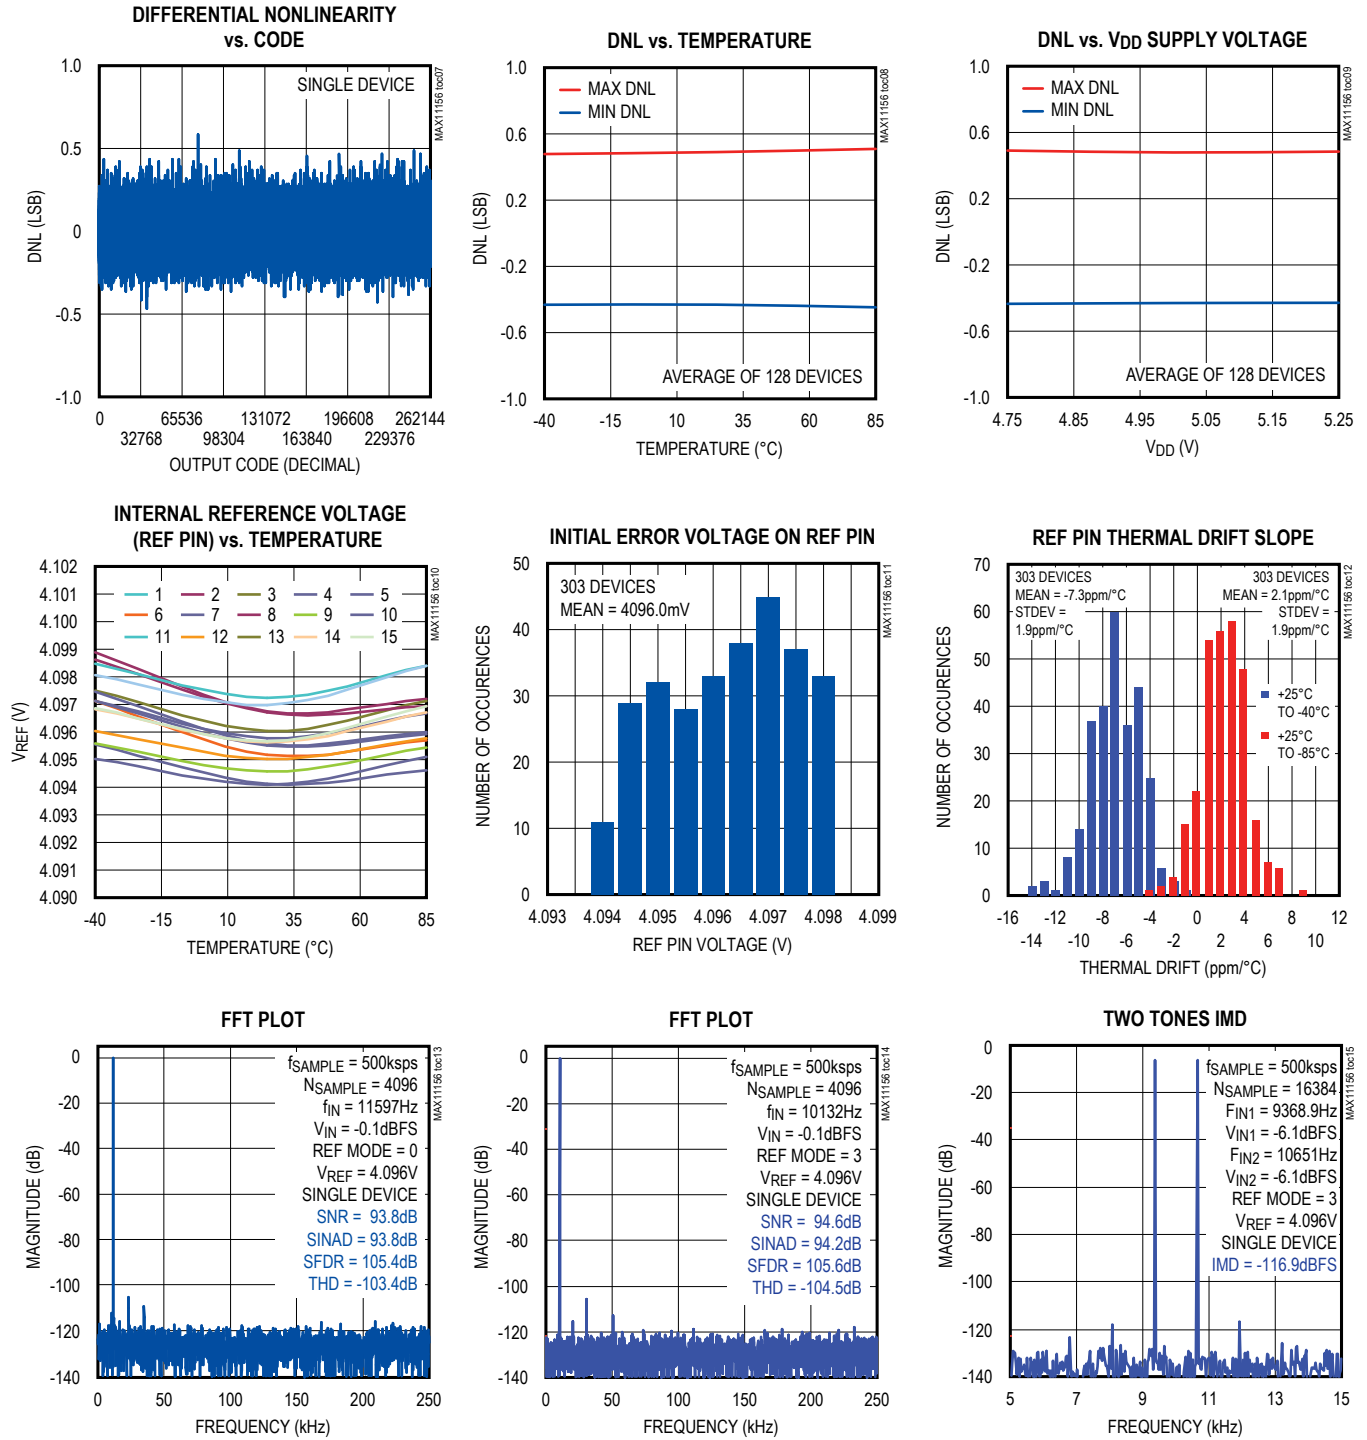 DIFFERENTIAL NONLINEARITY
vs. CODE
1.0
0.5
0
-0.5
-1.0
DNL (LSB)
SINGLE DEVICE
MAX11156 toc07
0 65536 131072 196608 262144
32768 98304 163840 229376
OUTPUT CODE (DECIMAL)
DNL vs. TEMPERATURE
1.0
0.6
0.2
-0.2
-0.6
-1.0
DNL (LSB)
MAX DNL
MIN DNL
AVERAGE OF 128 DEVICES
MAX11156 toc08
-40 -15 10 35 60 85
TEMPERATURE (°C)
DNL vs. VDD SUPPLY VOLTAGE
1.0
0.6
0.2
-0.2
-0.6
-1.0
DNL (LSB)
MAX DNL
MIN DNL
AVERAGE OF 128 DEVICES
MAX11156 toc09
4.75 4.85 4.95 5.05 5.15 5.25
VDD (V)
INTERNAL REFERENCE VOLTAGE
(REF PIN) vs. TEMPERATURE
4.102
4.101
4.100
4.099
4.098
4.097
4.096
4.095
4.094
4.092
4.091
4.090
VREF (V)
1 2 3 4 5
6 7 8 9 10
11 12 13 14 15
MAX11156 toc10
-40 -15 10 35 60 85
TEMPERATURE (°C)
INITIAL ERROR VOLTAGE ON REF PIN
50
40
30
20
10
0
NUMBER OF OCCURENCES
303 DEVICES
MEAN = 4096.0mV
MAX11156 toc11
4.093 4.094 4.095 4.096 4.097 4.098 4.099
REF PIN VOLTAGE (V)
REF PIN THERMAL DRIFT SLOPE
70
60
50
40
30
20
10
0
NUMBER OF OCCURENCES
303 DEVICES
MEAN = -7.3ppm/°C
STDEV =
1.9ppm/°C
303 DEVICES
MEAN = 2.1ppm/°C
STDEV =
1.9ppm/°C
+25°C
TO -40°C
+25°C
TO -85°C
MAX11156 toc12
-16 -12 -8 -4 0 4 8 12
-14 -10 -6 -2 2 6 10
THERMAL DRIFT (ppm/°C)
FFT PLOT
0
-20
-40
-60
-80
-100
-120
-140
MAGNITUDE (dB)
fSAMPLE = 500ksps
NSAMPLE = 4096
fIN = 11597Hz
VIN = -0.1dBFS
REF MODE = 0
VREF = 4.096V
SINGLE DEVICE
SNR = 93.8dB
SINAD = 93.8dB
SFDR = 105.4dB
THD = -103.4dB
MAX11156 toc13
0 50 100 150 200 250
FREQUENCY (kHz)
FFT PLOT
0
-20
-40
-60
-80
-100
-120
-140
MAGNITUDE (dB)
fSAMPLE = 500ksps
NSAMPLE = 4096
fIN = 10132Hz
VIN = -0.1dBFS
REF MODE = 3
VREF = 4.096V
SINGLE DEVICE
SNR = 94.6dB
SINAD = 94.2dB
SFDR = 105.6dB
THD = -104.5dB
MAX11156 toc14
0 50 100 150 200 250
FREQUENCY (kHz)
TWO TONES IMD
0
-20
-40
-60
-80
-100
-120
-140
MAGNITUDE (dB)
fSAMPLE = 500ksps
NSAMPLE = 16384
FIN1 = 9368.9Hz
VIN1 = -6.1dBFS
FIN2 = 10651Hz
VIN2 = -6.1dBFS
REF MODE = 3
VREF = 4.096V
SINGLE DEVICE
IMD = -116.9dBFS
MAX11156 toc15
5 7 9 11 13 15
FREQUENCY (kHz)